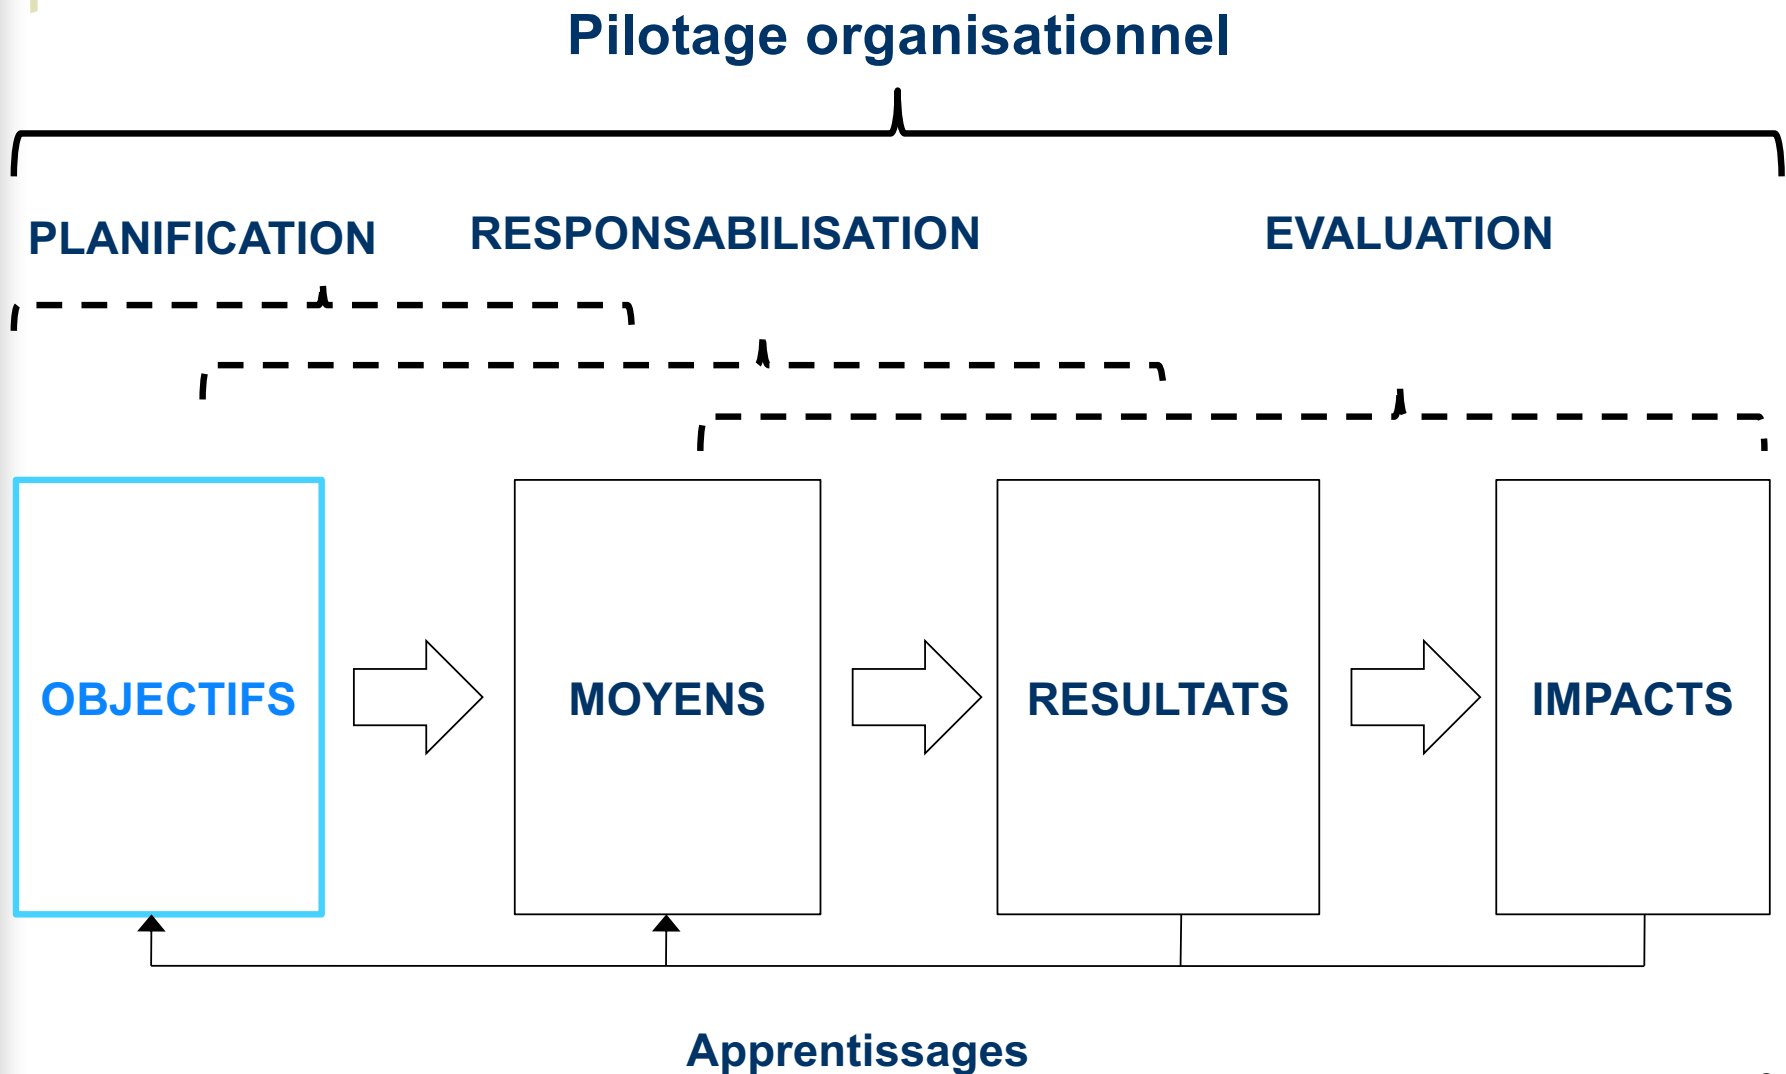 Pilotage organisationnel
PLANIFICATION
RESPONSABILISATION
EVALUATION
OBJECTIFS
MOYENS
RESULTATS
IMPACTS
Apprentissages